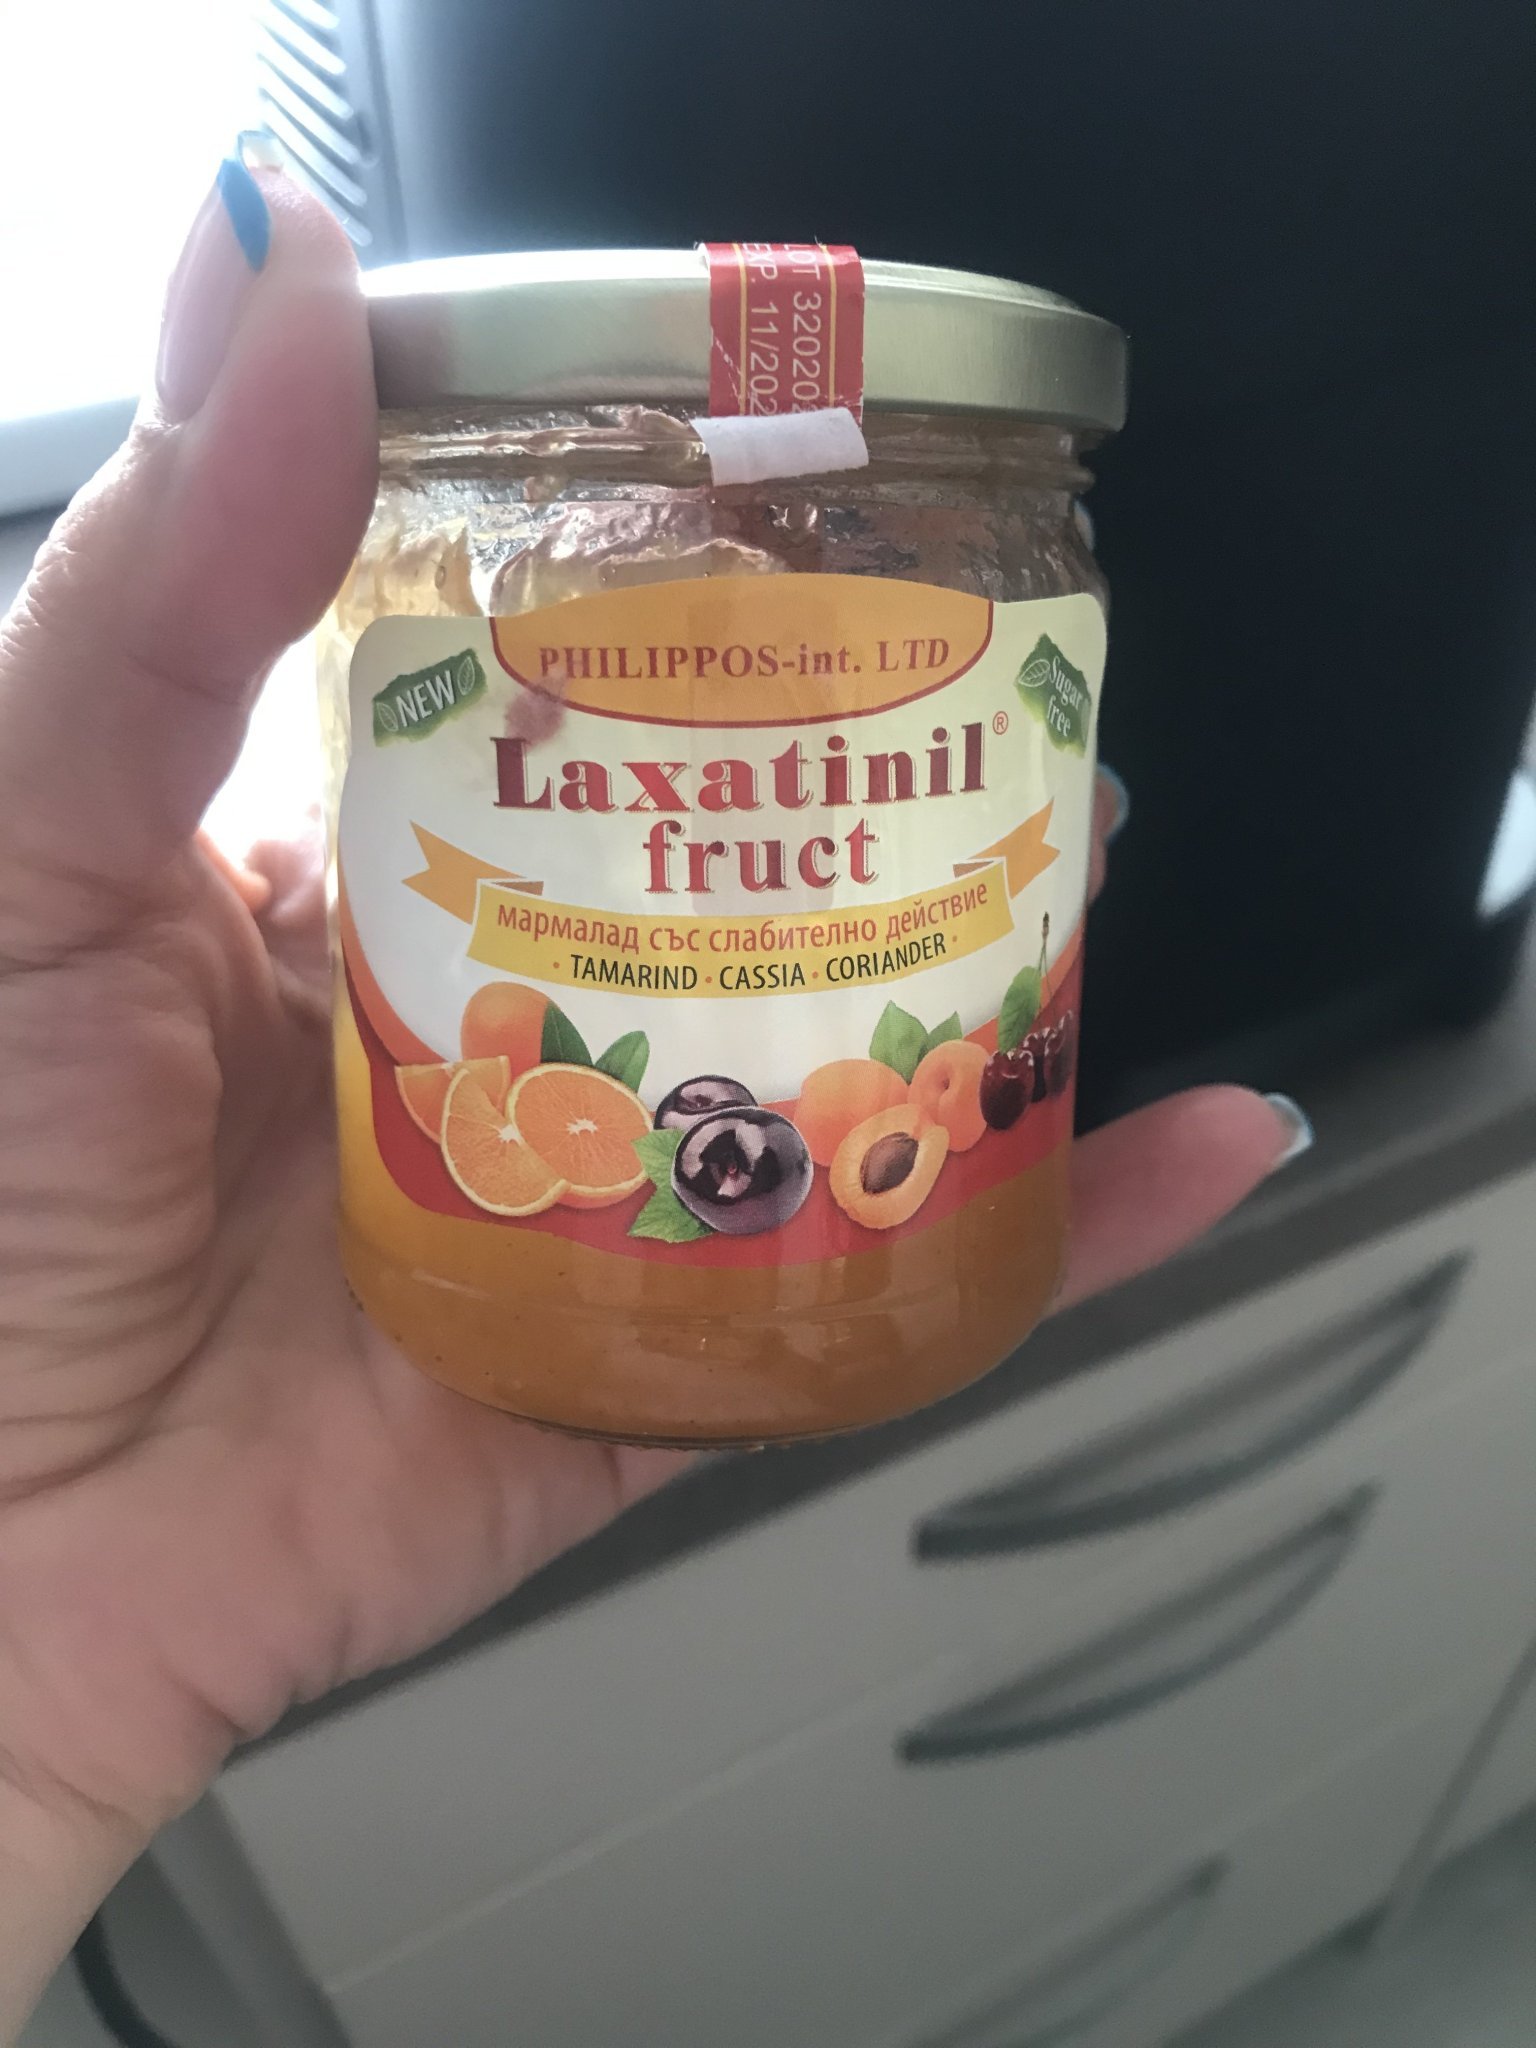 LOT 32020
EXP. 11/202
PHILIPPOS-int. LTD
NEW
Sugar
free
Laxatinil®
fruct
мармалад със слабително действие
· TAMARIND · CASSIA · CORIANDER ·